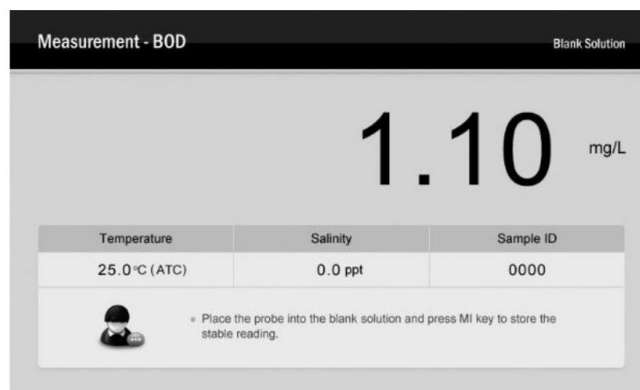 Measurement - BOD
Blank Solution
1.10 mg/L
Temperature Salinity Sample ID
25.0 °C (ATC) 0.0 ppt 0000
• Place the probe into the blank solution and press MI key to store the
stable reading.